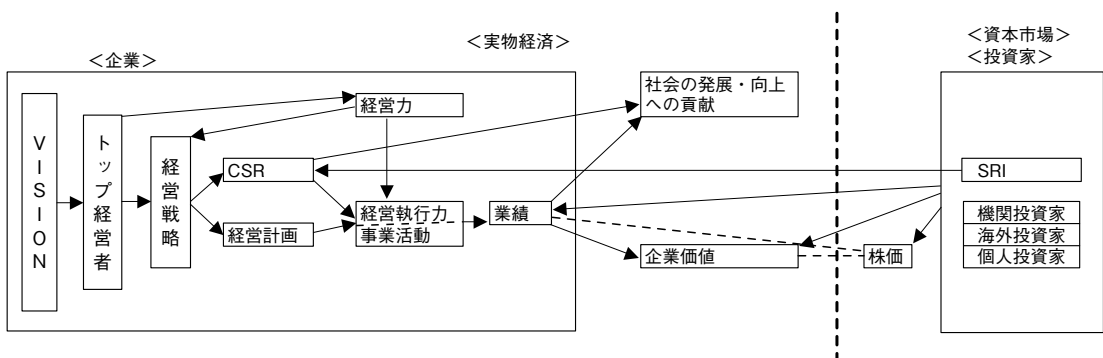 ＜企業＞
＜実物経済＞
＜資本市場＞
＜投資家＞
VISION
トップ経営者
経営戦略
経営力
CSR
経営計画
経営執行力
事業活動
業績
社会の発展・向上
への貢献
企業価値
株価
SRI
機関投資家
海外投資家
個人投資家